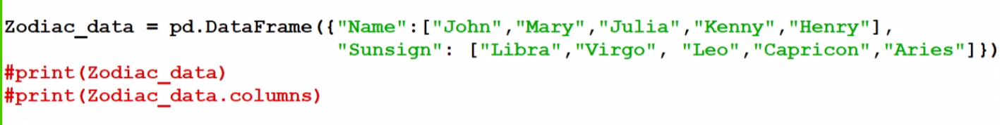 Zodiac_data = pd.DataFrame({"Name":["John","Mary","Julia","Kenny","Henry"],
"Sunsign": ["Libra","Virgo", "Leo","Capricon","Aries"]})
#print(Zodiac_data)
#print(Zodiac_data.columns)